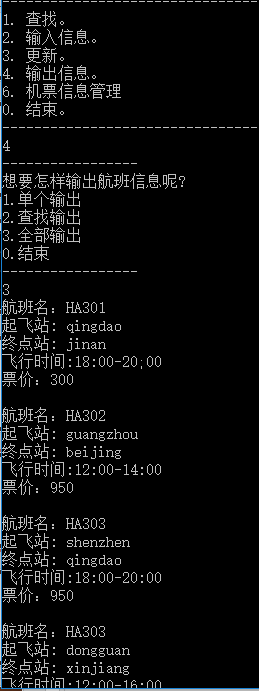 --------------------------------
1. 查找。
2. 输入信息。
3. 更新。
4. 输出信息。
6. 机票信息管理
0. 结束。
--------------------------------
4
----------------
想要怎样输出航班信息呢?
1.单个输出
2.查找输出
3.全部输出
0.结束
----------------
3
航班名: HA301
起飞站: qingdao
终点站: jinan
飞行时间:18:00-20;00
票价: 300
航班名: HA302
起飞站: guangzhou
终点站: beijing
飞行时间:12:00-14:00
票价: 950
航班名: HA303
起飞站: shenzhen
终点站: qingdao
飞行时间:18:00-20:00
票价: 950
航班名: HA303
起飞站: dongguan
终点站: xinjiang
飞行时间:12:00-16:00